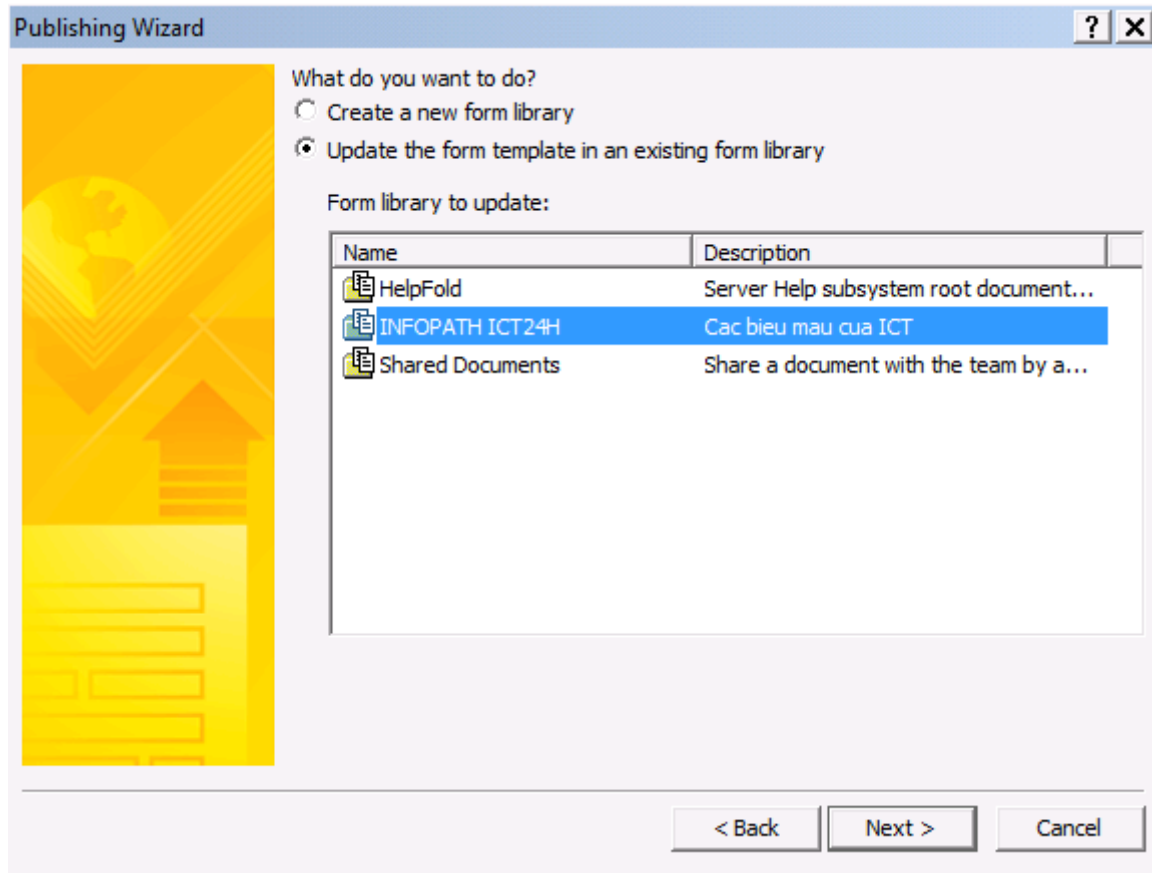 Publishing Wizard
What do you want to do?
Create a new form library
Update the form template in an existing form library
Form library to update:
Name Description
HelpFold Server Help subsystem root document...
INFOPATH ICT24H Cac bieu mau cua ICT
Shared Documents Share a document with the team by a...
< Back Next > Cancel